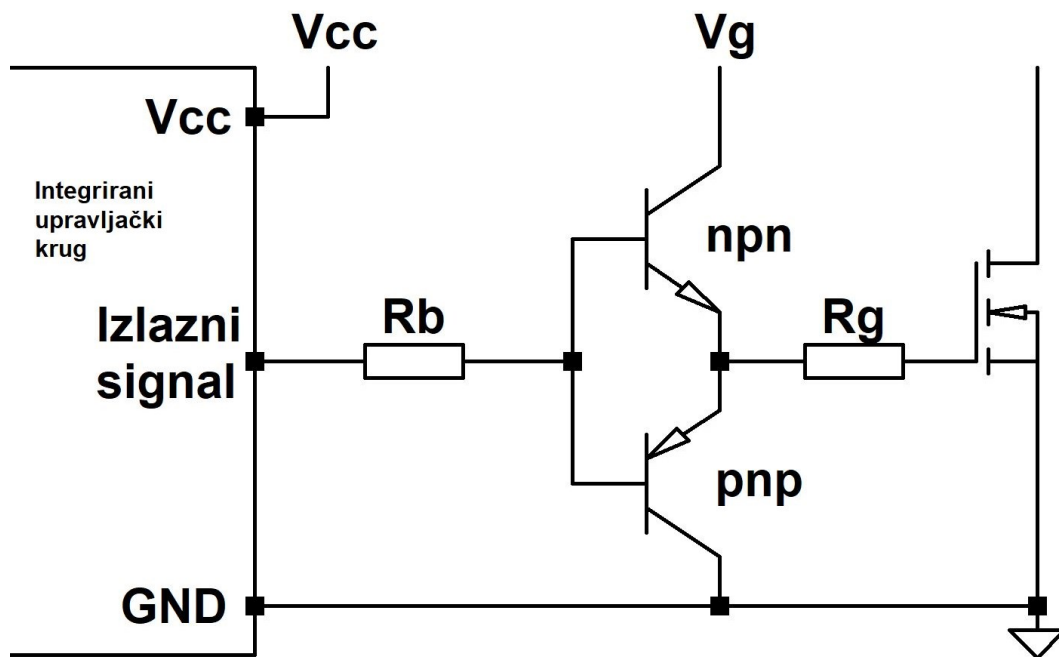 Vcc
Vg
Vcc
Integrirani
upravljački
krug
npn
Izlazni
signal
Rb
Rg
pnp
GND